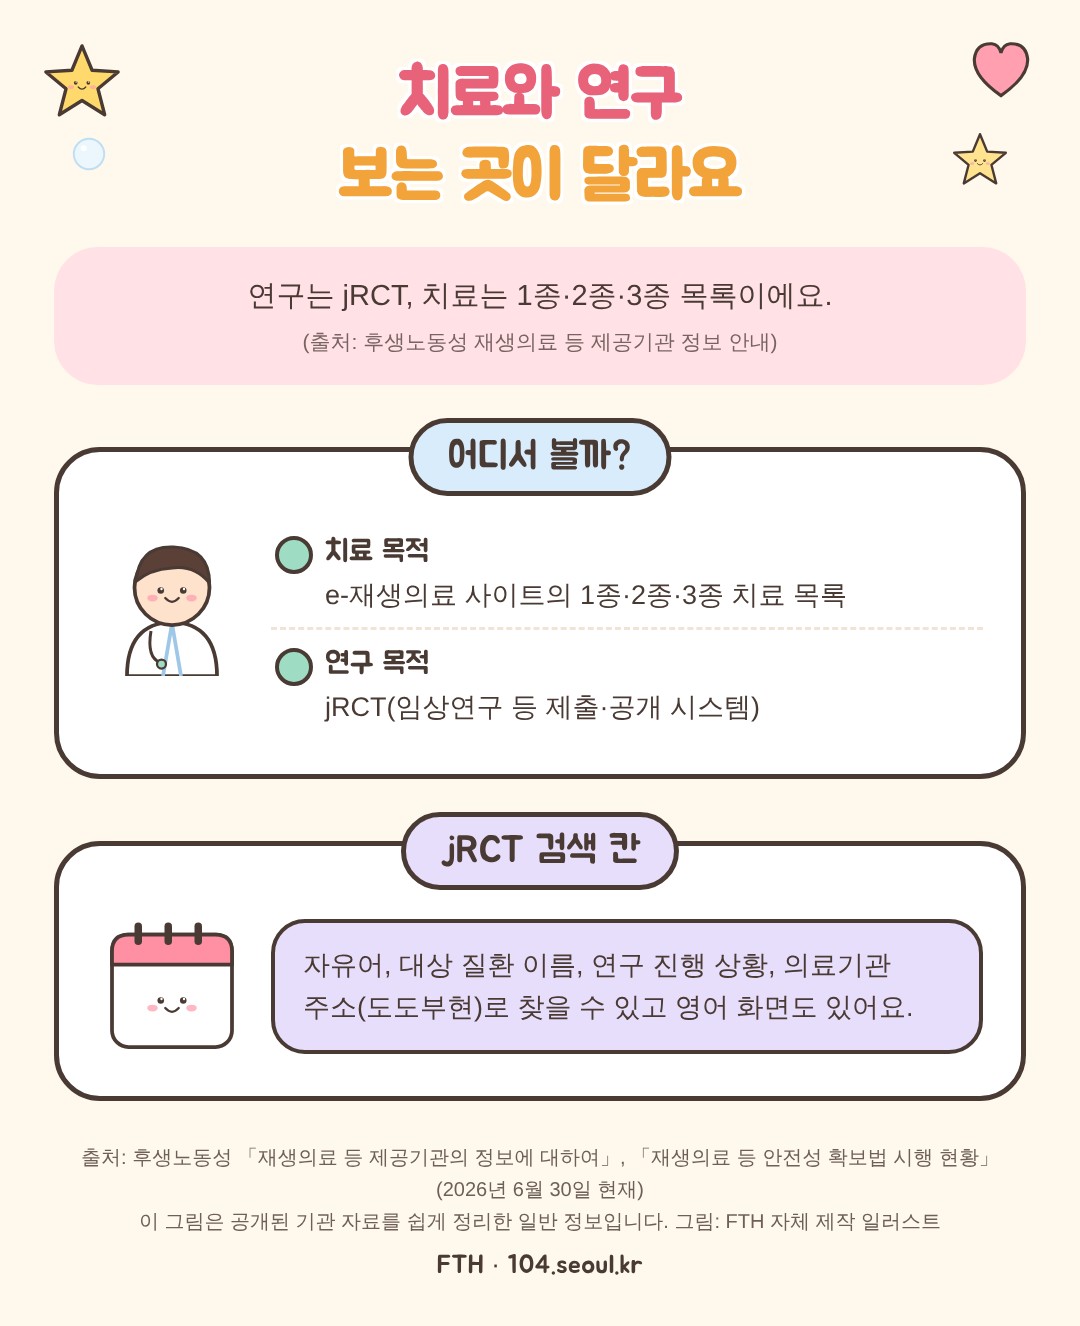 치료와 연구
보는 곳이 달라요
연구는 jRCT, 치료는 1종·2종·3종 목록이에요.
(출처: 후생노동성 재생의료 등 제공기관 정보 안내)
어디서 볼까?
치료 목적
e-재생의료 사이트의 1종·2종·3종 치료 목록
연구 목적
jRCT(임상연구 등 제출·공개 시스템)
jRCT 검색 칸
자유어, 대상 질환 이름, 연구 진행 상황, 의료기관
주소(도도부현)로 찾을 수 있고 영어 화면도 있어요.
출처: 후생노동성 「재생의료 등 제공기관의 정보에 대하여」, 「재생의료 등 안전성 확보법 시행 현황」
(2026년 6월 30일 현재)
이 그림은 공개된 기관 자료를 쉽게 정리한 일반 정보입니다. 그림: FTH 자체 제작 일러스트
FTH · 104.seoul.kr